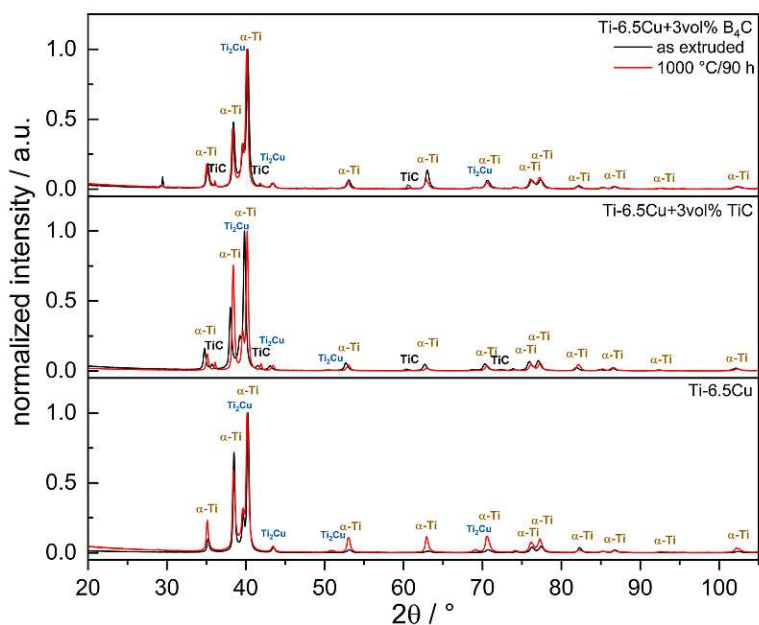 normalized intensity / a.u.
Ti-6.5Cu+3vol% B₄C
as extruded
1000 °C/90 h
α-Ti
Ti₂Cu
1.0
α-Ti
0.5
α-Ti
TiC
TiC
Ti₂Cu
α-Ti
TiC
α-Ti
Ti₂Cu
α-Ti
α-Ti
α-Ti
α-Ti
α-Ti
α-Ti
α-Ti
0.0
Ti-6.5Cu+3vol% TiC
α-Ti
Ti₂Cu
1.0
α-Ti
0.5
α-Ti
TiC
TiC
Ti₂Cu
Ti₂Cu
α-Ti
TiC
α-Ti
α-Ti
TiC
α-Ti
α-Ti
α-Ti
α-Ti
α-Ti
α-Ti
0.0
Ti-6.5Cu
α-Ti
Ti₂Cu
1.0
α-Ti
0.5
α-Ti
Ti₂Cu
Ti₂Cu
α-Ti
α-Ti
Ti₂Cu
α-Ti
α-Ti
α-Ti
α-Ti
α-Ti
α-Ti
α-Ti
0.0
20 30 40 50 60 70 80 90 100
2θ / °